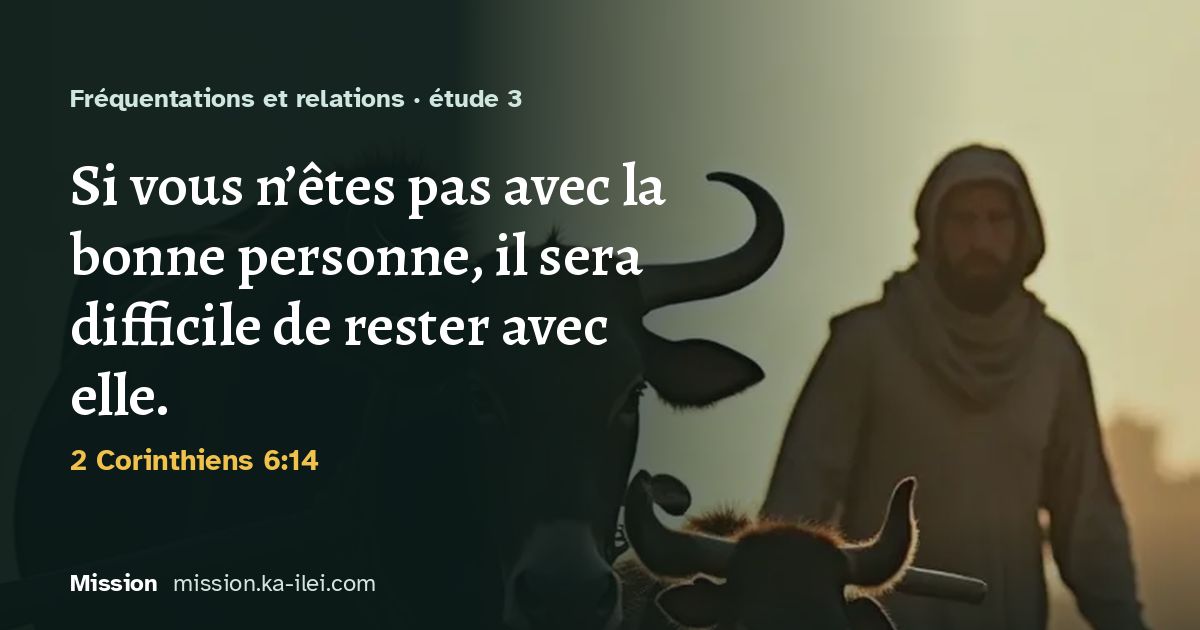 Fréquentations et relations · étude 3
Si vous n’êtes pas avec la
bonne personne, il sera
difficile de rester avec
elle.
2 Corinthiens 6:14
Mission mission.ka-ilei.com